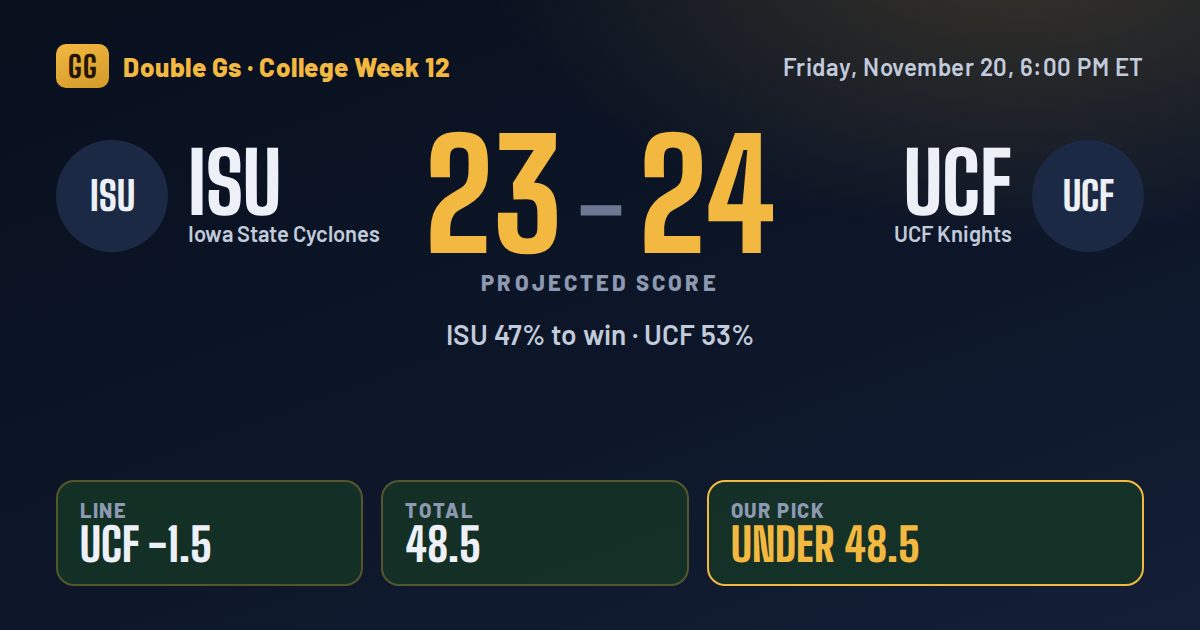 GG Double Gs · College Week 12
Friday, November 20, 6:00 PM ET
ISU
ISU
Iowa State Cyclones
23 – 24
UCF
UCF Knights
UCF
PROJECTED SCORE
ISU 47% to win · UCF 53%
LINE
UCF −1.5
TOTAL
48.5
OUR PICK
UNDER 48.5